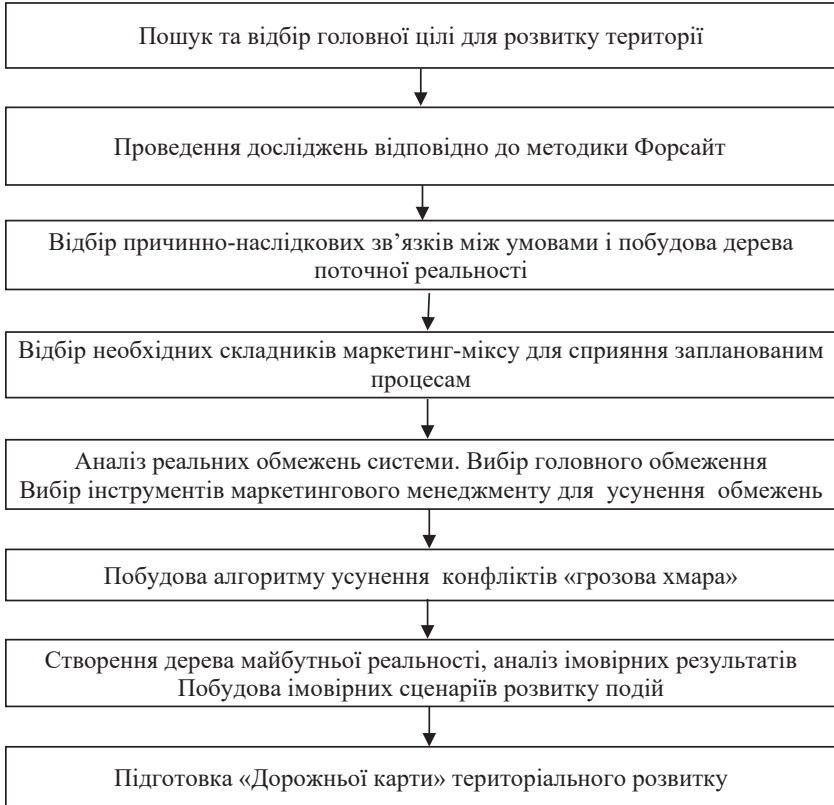 Пошук та відбір головної цілі для розвитку території
Проведення досліджень відповідно до методики Форсайт
Відбір причинно-наслідкових зв’язків між умовами і побудова дерева
поточної реальності
Відбір необхідних складників маркетинг-міксу для сприяння запланованим
процесам
Аналіз реальних обмежень системи. Вибір головного обмеження
Вибір інструментів маркетингового менеджменту для усунення обмежень
Побудова алгоритму усунення конфліктів «грозова хмара»
Створення дерева майбутньої реальності, аналіз імовірних результатів
Побудова імовірних сценаріїв розвитку подій
Підготовка «Дорожньої карти» територіального розвитку